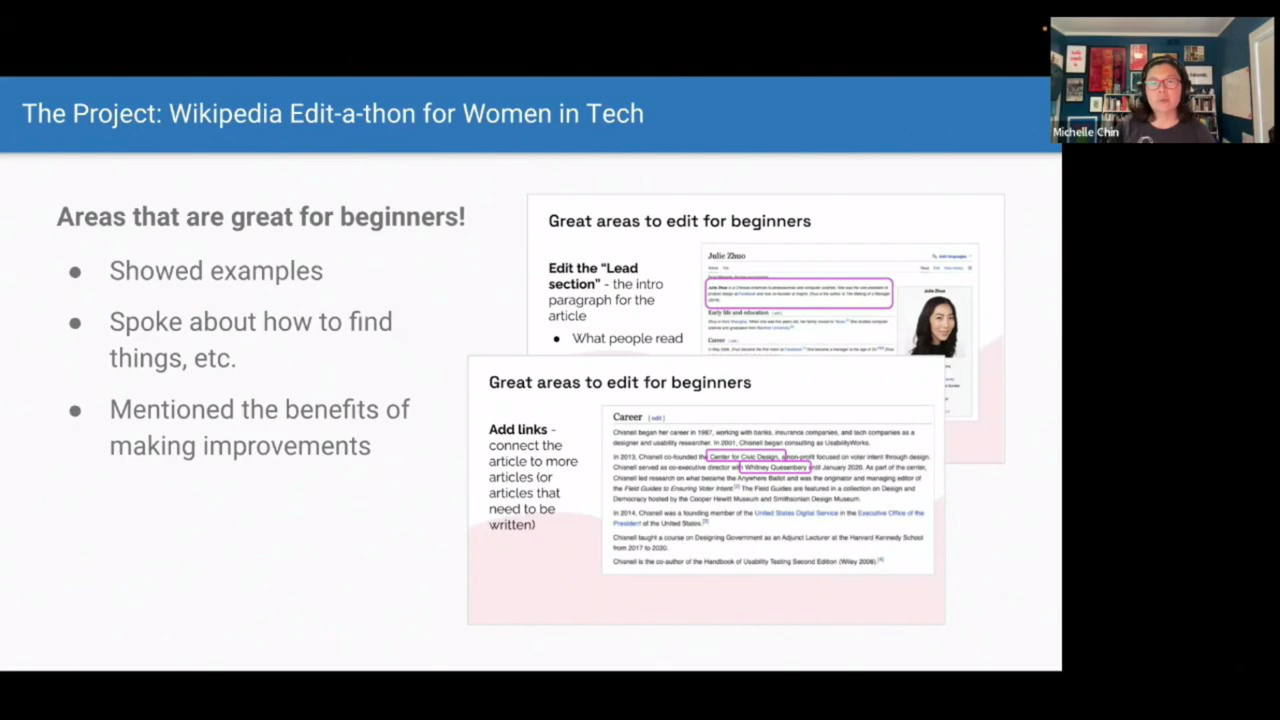 The Project: Wikipedia Edit-a-thon for Women in Tech
Michelle Chin
Areas that are great for beginners!
● Showed examples
● Spoke about how to find
things, etc.
● Mentioned the benefits of
making improvements
Great areas to edit for beginners
Edit the “Lead
section” - the intro
paragraph for the
article
● What people read
Julie Zhuo
Add languages
Julie Zhuo
Early life and education [edit]
Career [edit]
Great areas to edit for beginners
Add links -
connect the
article to more
articles (or
articles that
need to be
written)
Career [edit]
Chisnell began her career in 1987, working with banks, insurance companies, and tech companies as a
designer and usability researcher. In 2001, Chisnell began consulting as UsabilityWorks.
In 2013, Chisnell co-founded the Center for Civic Design, a non-profit focused on voter intent through design.
Chisnell served as co-executive director with Whitney Quesenbery until January 2020. As part of the center,
Chisnell led research on what became the Anywhere Ballot and was the originator and managing editor of
the Field Guides to Ensuring Voter Intent. The Field Guides are featured in a collection on Design and
Democracy hosted by the Cooper Hewitt Museum and Smithsonian Design Museum.
In 2014, Chisnell was a founding member of the United States Digital Service in the Executive Office of the
President of the United States.
Chisnell taught a course on Designing Government as an Adjunct Lecturer at the Harvard Kennedy School
from 2017 to 2020.
Chisnell is the co-author of the Handbook of Usability Testing Second Edition (Wiley 2008).[4]